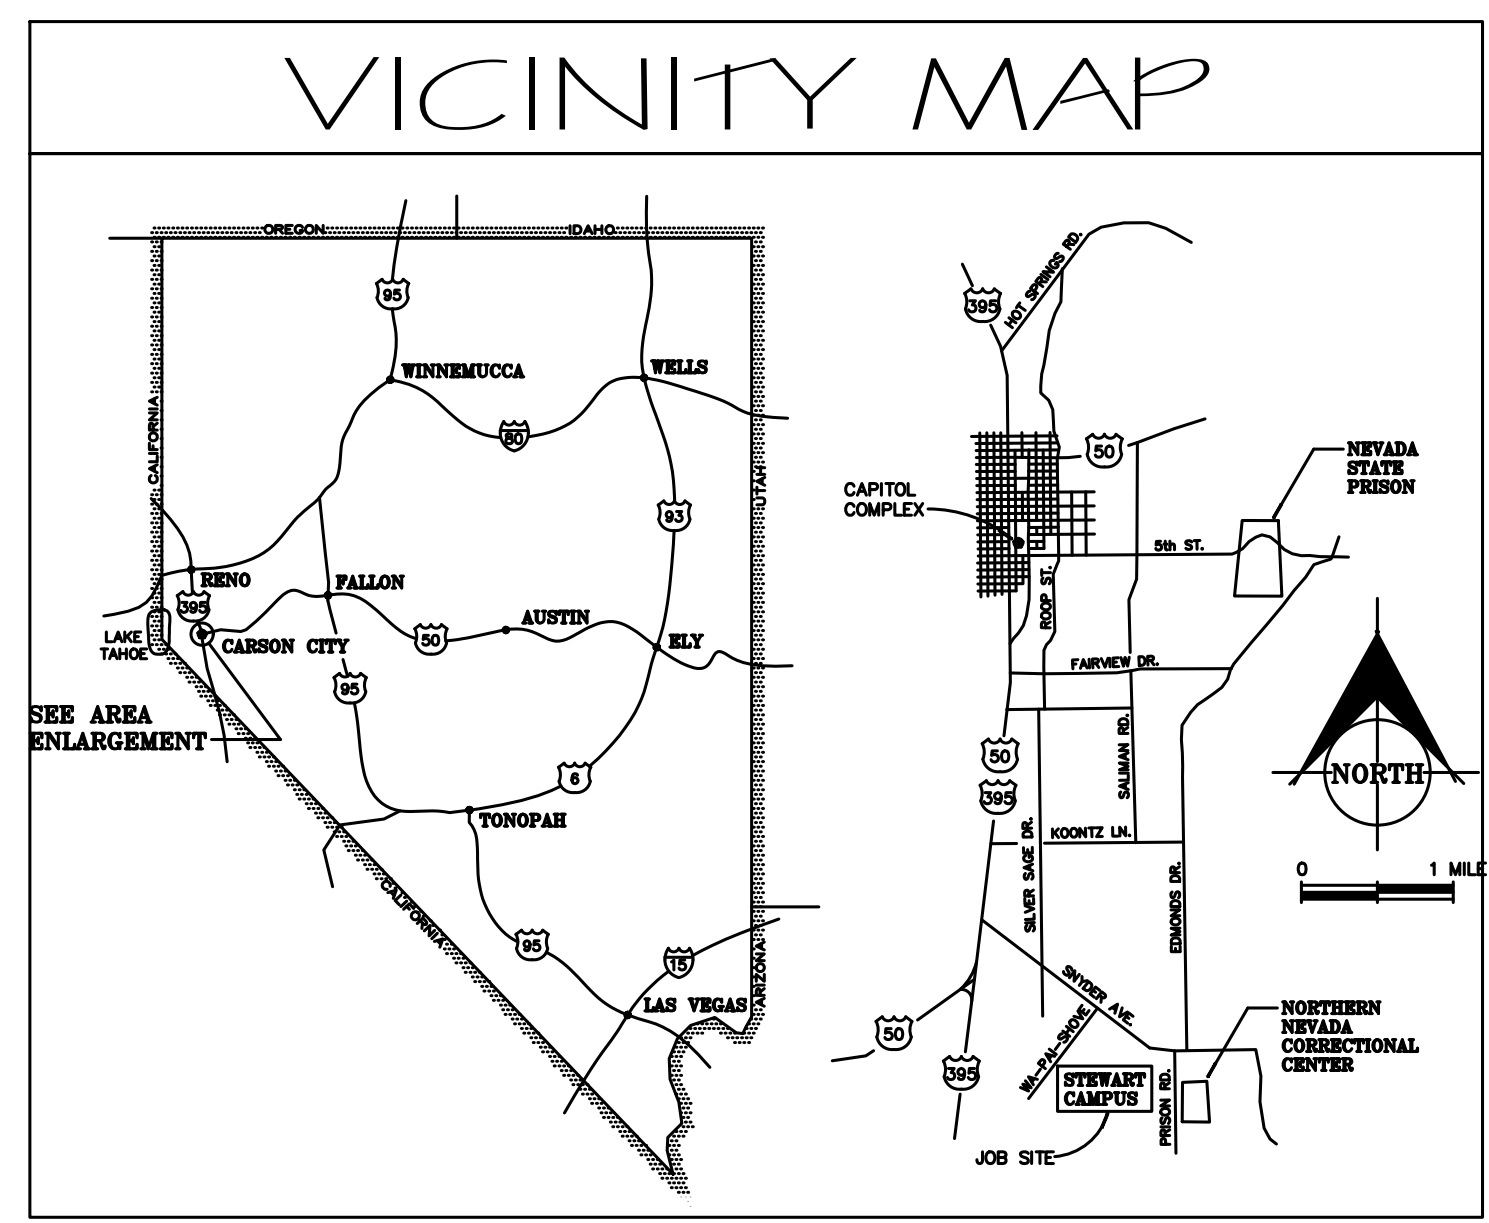 VICINITY MAP
OREGON
IDAHO
95
WINNEMUCCA
WELLS
CALIFORNIA
80
UTAH
93
RENO
FALLON
395
AUSTIN
LAKE
TAHOE
CARSON CITY
50
ELY
95
SEE AREA
ENLARGEMENT
6
TONOPAH
CALIFORNIA
95
15
ARIZONA
LAS VEGAS
HOT SPRINGS RD.
395
50
NEVADA
STATE
PRISON
CAPITOL
COMPLEX
5th ST.
ROOP ST.
FAIRVIEW DR.
SALIMAN RD.
50
395
NORTH
KOONTZ LN.
SILVER SAGE DR.
EDMONDS DR.
0 1 MILE
SNYDER AVE.
WA-PAI-SHOVE
50
395
NORTHERN
NEVADA
CORRECTIONAL
CENTER
STEWART
CAMPUS
PRISON RD.
JOB SITE